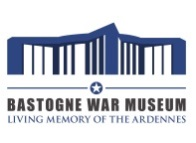 BASTOGNE WAR MUSEUM
LIVING MEMORY OF THE ARDENNES